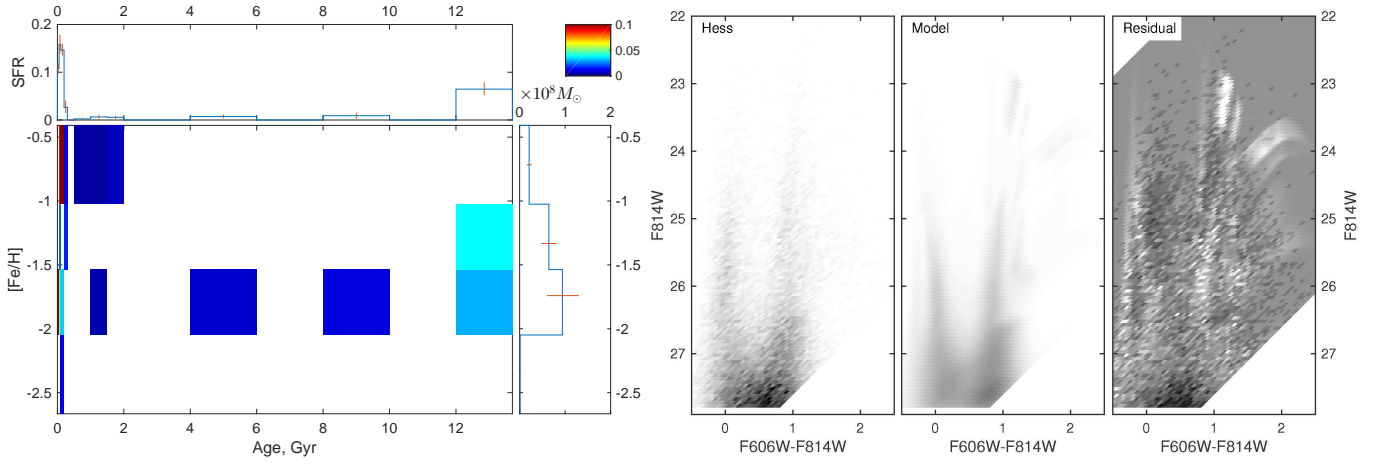 0 2 4 6 8 10 12
0.2
0.1
0
SFR
0.1
0.05
0
×10⁸M⊙
0 1 2
-0.5
-1
-1.5
-2
-2.5
[Fe/H]
0 2 4 6 8 10 12
Age, Gyr
-0.5
-1
-1.5
-2
-2.5
22
23
24
25
26
27
F814W
Hess
0 1 2
F606W-F814W
Model
0 1 2
F606W-F814W
Residual
0 1 2
F606W-F814W
22
23
24
25
26
27
F814W